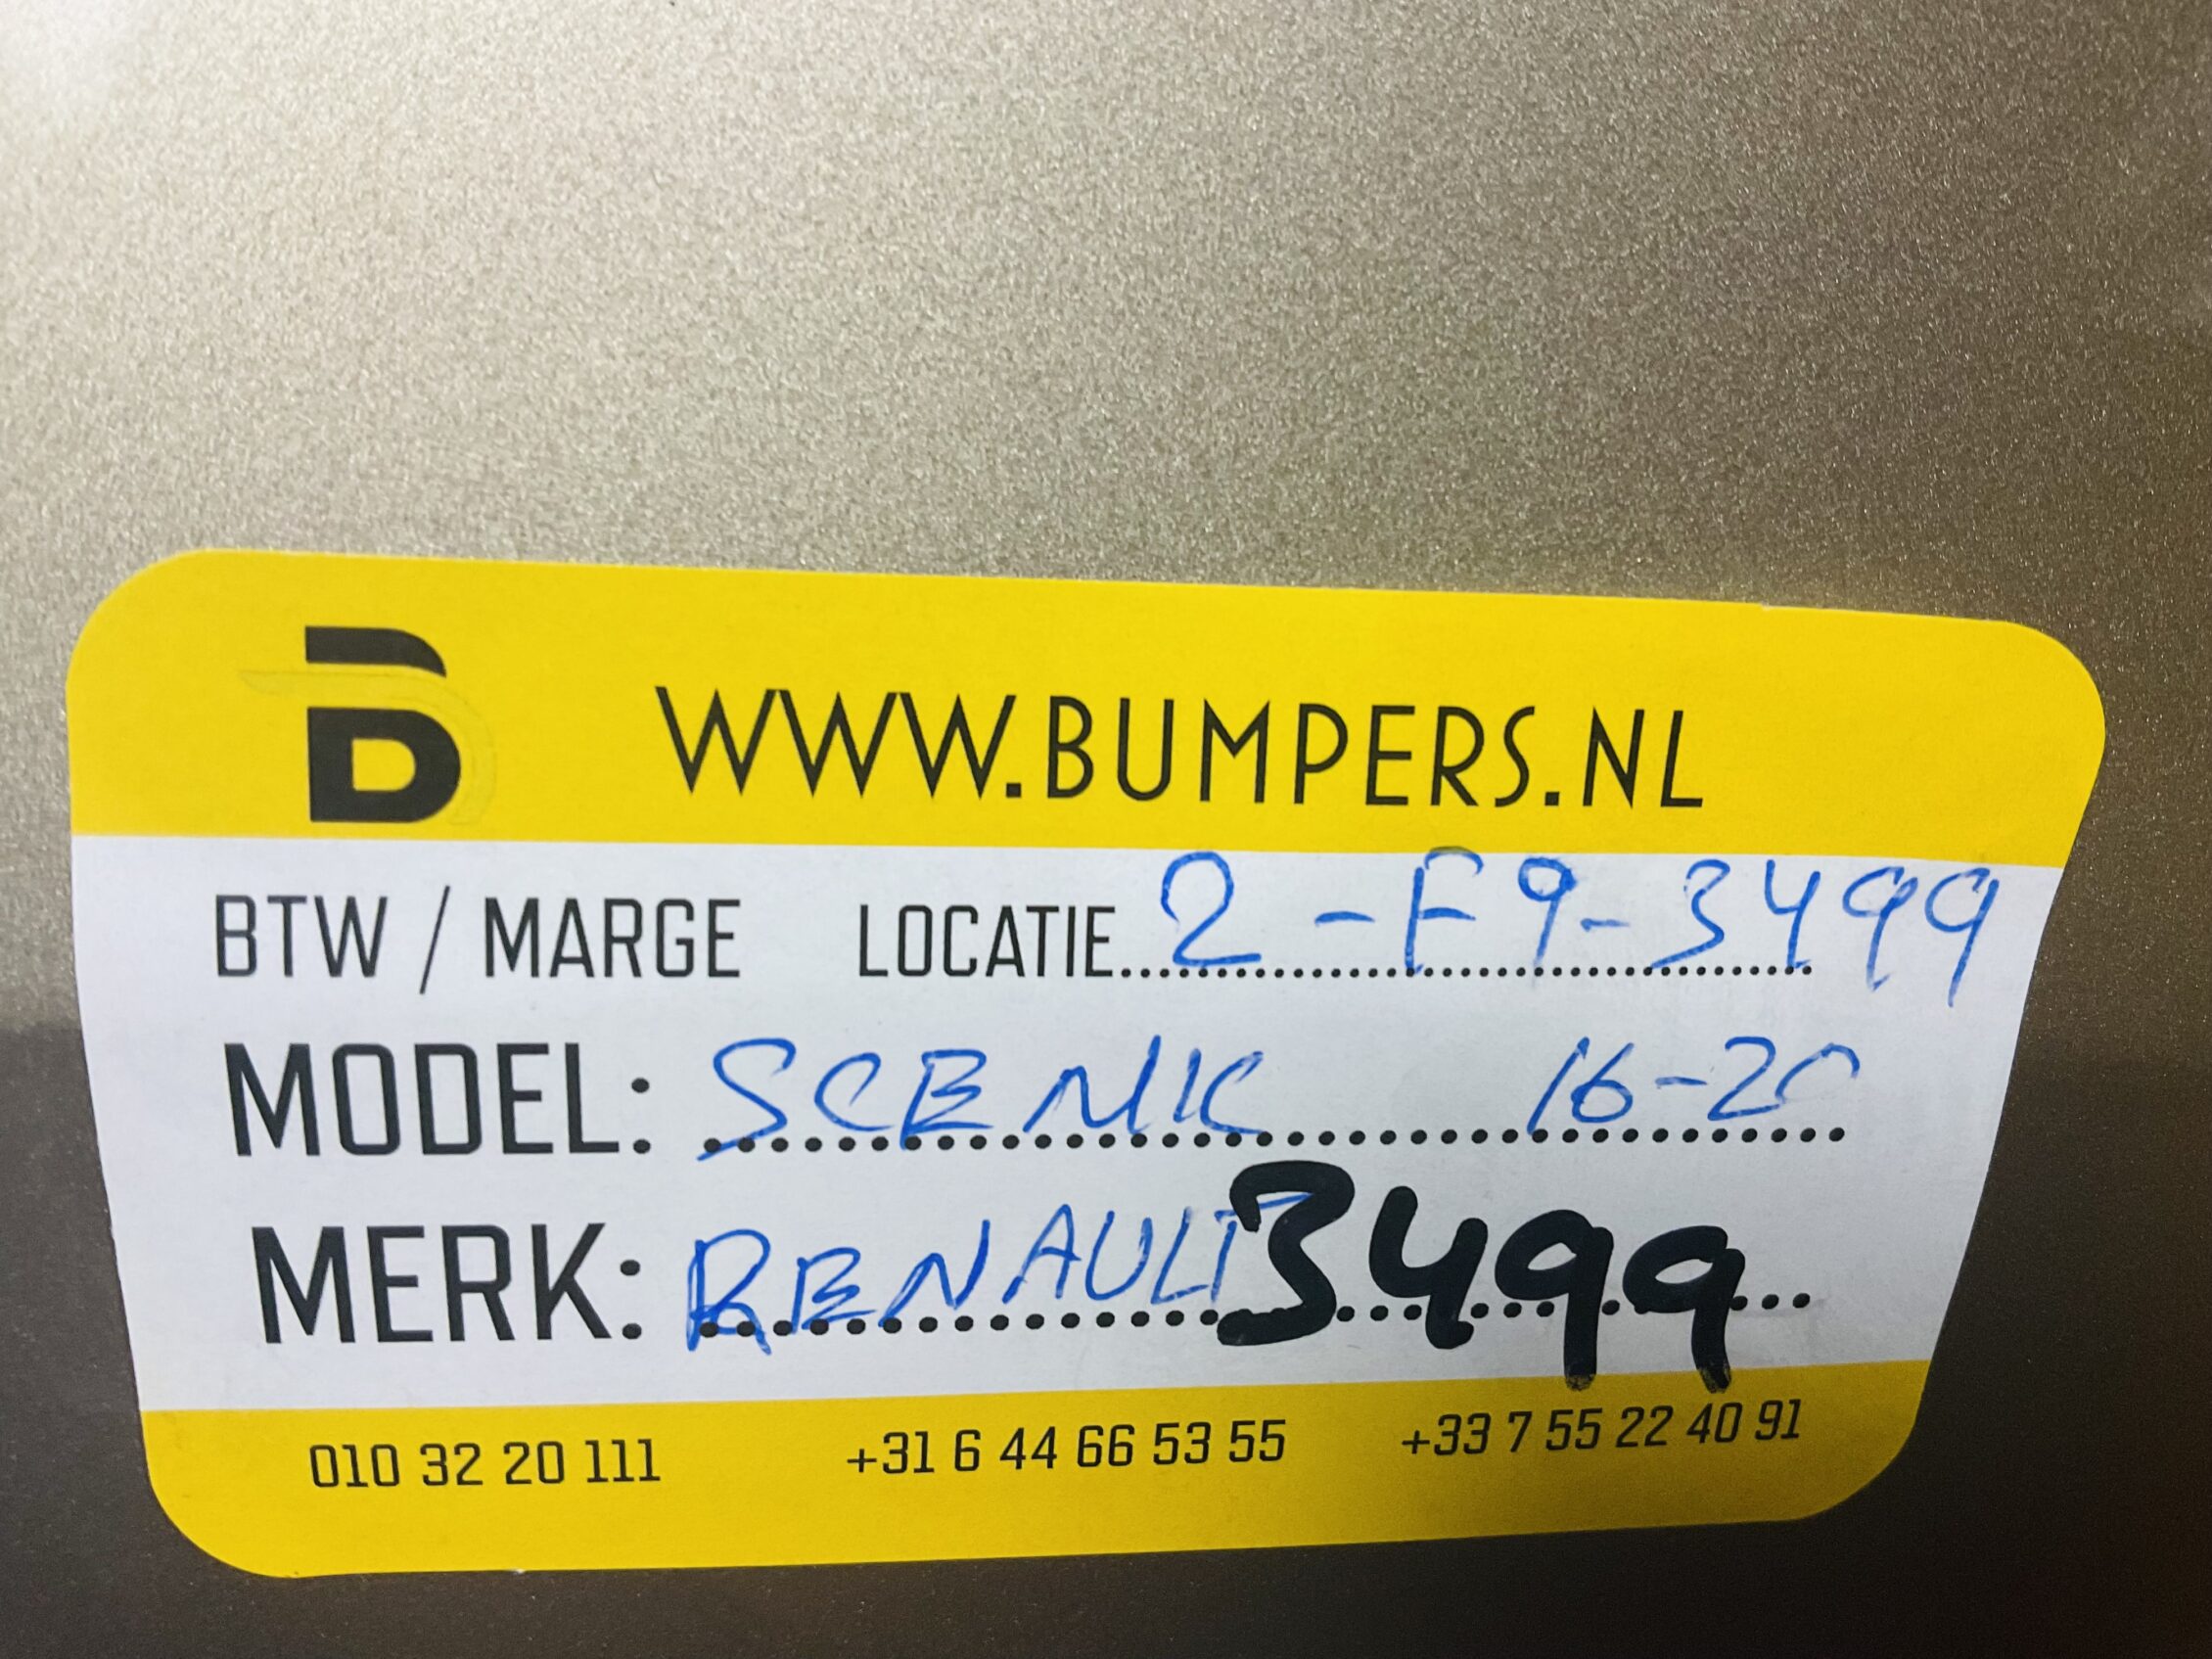 B WWW.BUMPERS.NL
BTW / MARGE LOCATIE 2-F9-3499
MODEL: SCENIC 16-20
MERK: RENAULT 3499
010 32 20 111 +31 6 44 66 53 55 +33 7 55 22 40 91